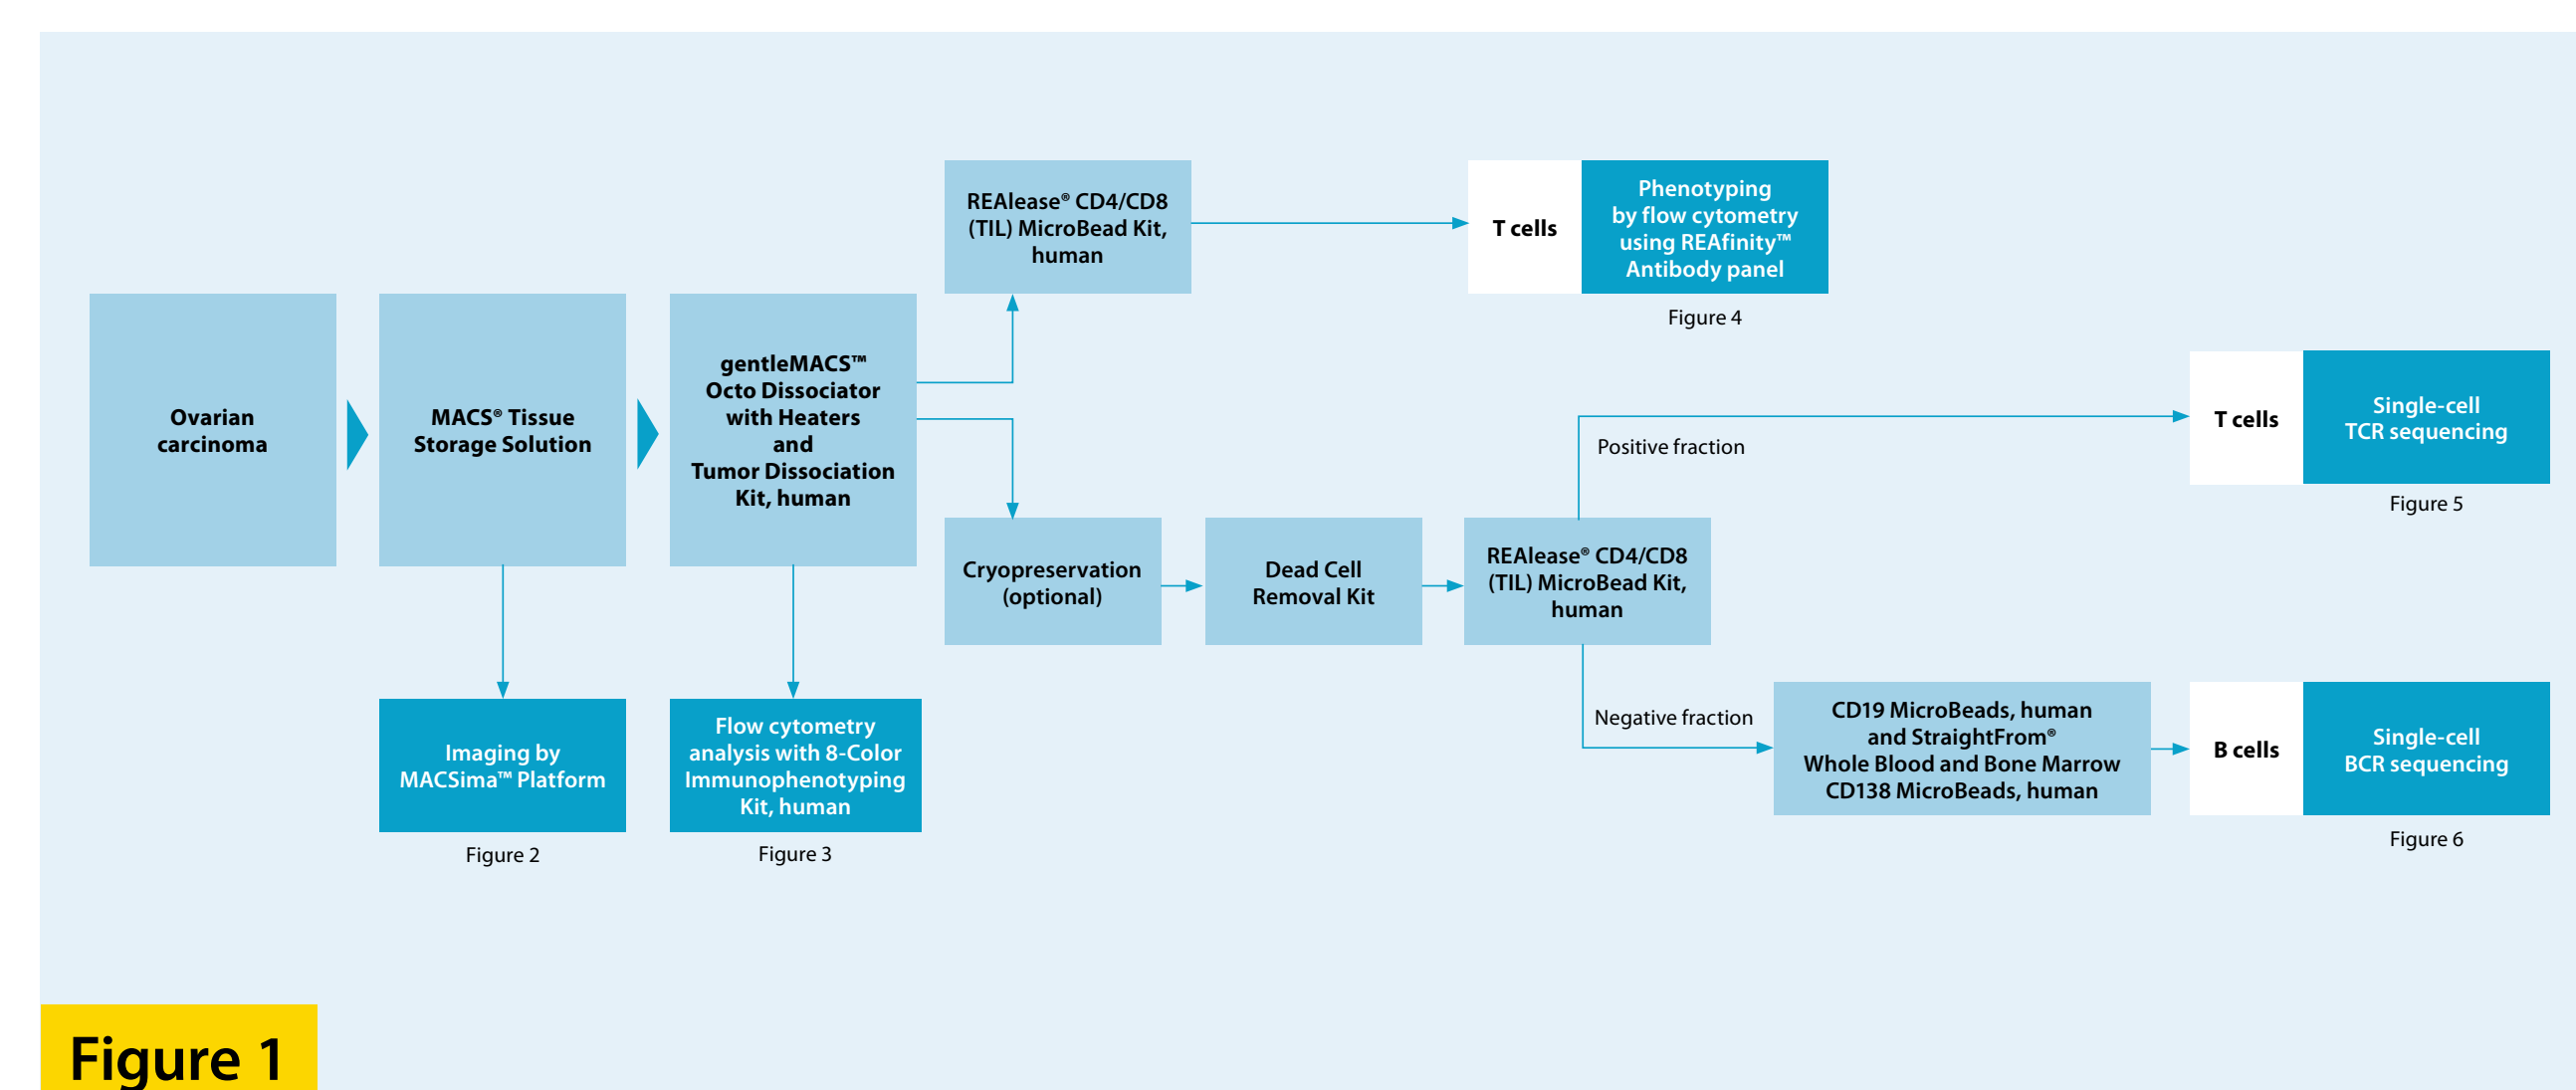 Ovarian
carcinoma
MACS® Tissue
Storage Solution
Imaging by
MACSima™ Platform
Figure 2
gentleMACS™
Octo Dissociator
with Heaters
and
Tumor Dissociation
Kit, human
Flow cytometry
analysis with 8-Color
Immunophenotyping
Kit, human
Figure 3
REAlease® CD4/CD8
(TIL) MicroBead Kit,
human
T cells
Phenotyping
by flow cytometry
using REAfinity™
Antibody panel
Figure 4
Cryopreservation
(optional)
Dead Cell
Removal Kit
REAlease® CD4/CD8
(TIL) MicroBead Kit,
human
Positive fraction
T cells
Single-cell
TCR sequencing
Figure 5
Negative fraction
CD19 MicroBeads, human
and StraightFrom®
Whole Blood and Bone Marrow
CD138 MicroBeads, human
B cells
Single-cell
BCR sequencing
Figure 6
Figure 1